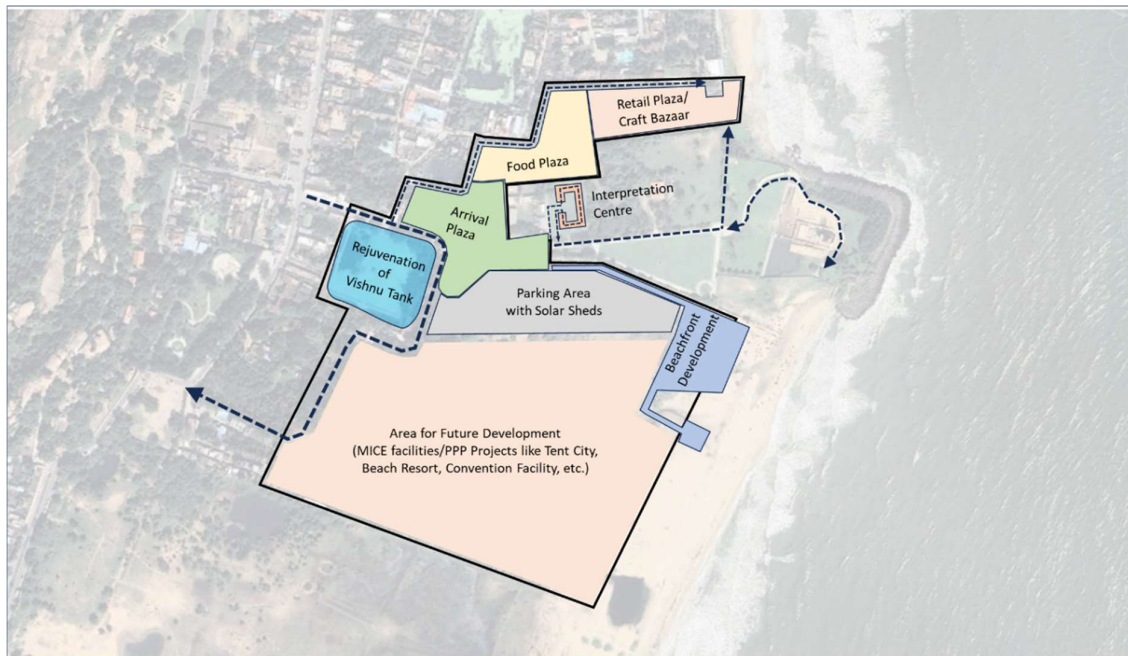 Retail Plaza/
Craft Bazaar
Food Plaza
Interpretation
Centre
Arrival
Plaza
Rejuvenation
of
Vishnu Tank
Parking Area
with Solar Sheds
Beachfront
Development
Area for Future Development
(MICE facilities/PPP Projects like Tent City,
Beach Resort, Convention Facility, etc.)